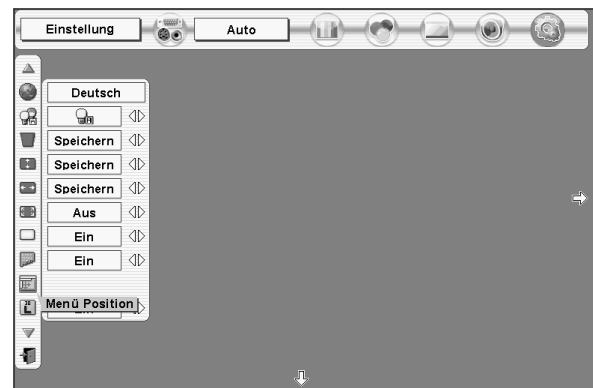 Einstellung
Auto
Deutsch
Speichern
Speichern
Speichern
Aus
Ein
Ein
Menü Position